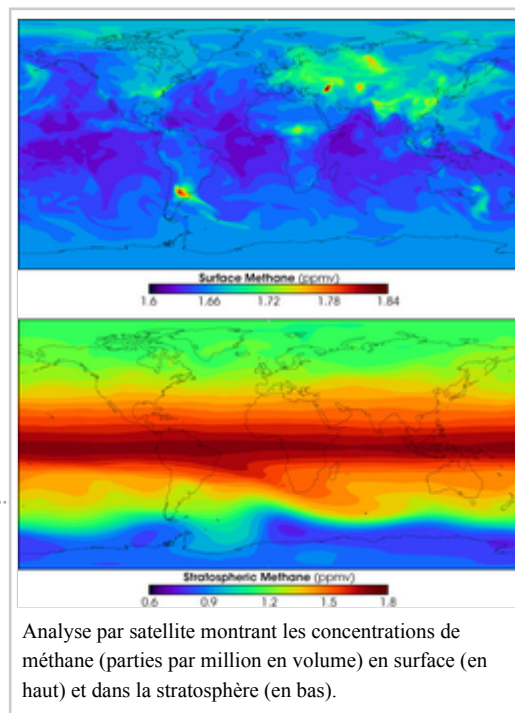 Surface Methane (ppmv)
1.6 1.66 1.72 1.78 1.84
Stratospheric Methane (ppmv)
0.6 0.9 1.2 1.5 1.8
Analyse par satellite montrant les concentrations de
méthane (parties par million en volume) en surface (en
haut) et dans la stratosphère (en bas).